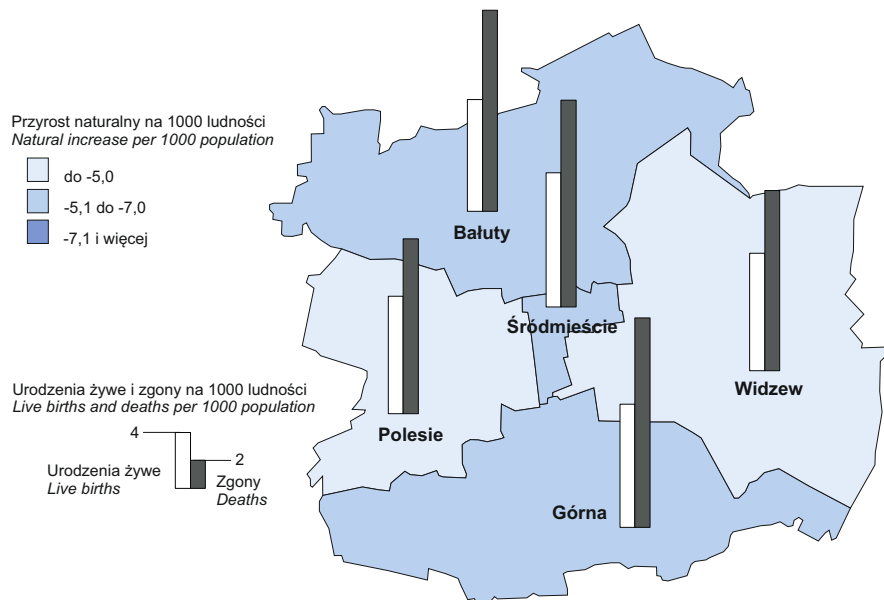 Przyrost naturalny na 1000 ludności
Natural increase per 1000 population
do -5,0
-5,1 do -7,0
-7,1 i więcej
Bałuty
Śródmieście
Widzew
Polesie
Górna
Urodzenia żywe i zgony na 1000 ludności
Live births and deaths per 1000 population
4
2
Urodzenia żywe
Live births
Zgony
Deaths